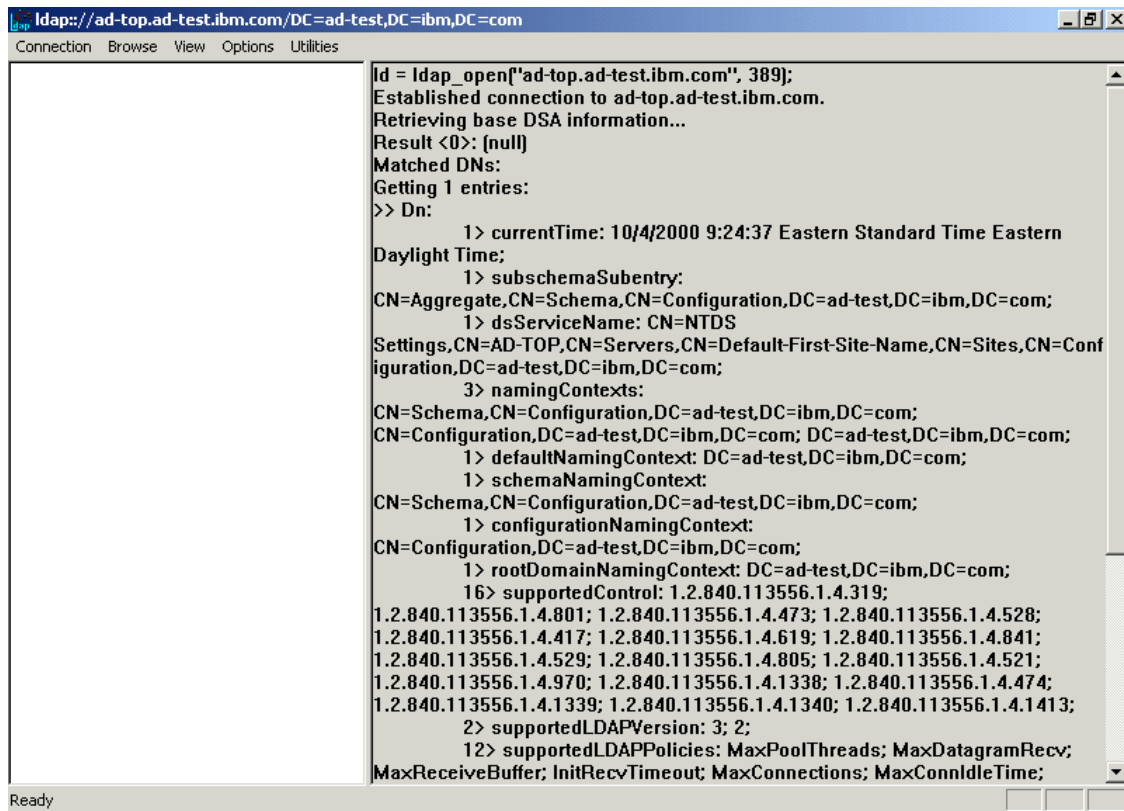 ldap://ad-top.ad-test.ibm.com/DC=ad-test,DC=ibm,DC=com
Connection Browse View Options Utilities
ld = ldap_open("ad-top.ad-test.ibm.com", 389);
Established connection to ad-top.ad-test.ibm.com.
Retrieving base DSA information...
Result <0>: (null)
Matched DNs:
Getting 1 entries:
>> Dn:
1> currentTime: 10/4/2000 9:24:37 Eastern Standard Time Eastern
Daylight Time;
1> subschemaSubentry:
CN=Aggregate,CN=Schema,CN=Configuration,DC=ad-test,DC=ibm,DC=com;
1> dsServiceName: CN=NTDS
Settings,CN=AD-TOP,CN=Servers,CN=Default-First-Site-Name,CN=Sites,CN=Conf
iguration,DC=ad-test,DC=ibm,DC=com;
3> namingContexts:
CN=Schema,CN=Configuration,DC=ad-test,DC=ibm,DC=com;
CN=Configuration,DC=ad-test,DC=ibm,DC=com; DC=ad-test,DC=ibm,DC=com;
1> defaultNamingContext: DC=ad-test,DC=ibm,DC=com;
1> schemaNamingContext:
CN=Schema,CN=Configuration,DC=ad-test,DC=ibm,DC=com;
1> configurationNamingContext:
CN=Configuration,DC=ad-test,DC=ibm,DC=com;
1> rootDomainNamingContext: DC=ad-test,DC=ibm,DC=com;
16> supportedControl: 1.2.840.113556.1.4.319;
1.2.840.113556.1.4.801; 1.2.840.113556.1.4.473; 1.2.840.113556.1.4.528;
1.2.840.113556.1.4.417; 1.2.840.113556.1.4.619; 1.2.840.113556.1.4.841;
1.2.840.113556.1.4.529; 1.2.840.113556.1.4.805; 1.2.840.113556.1.4.521;
1.2.840.113556.1.4.970; 1.2.840.113556.1.4.1338; 1.2.840.113556.1.4.474;
1.2.840.113556.1.4.1339; 1.2.840.113556.1.4.1340; 1.2.840.113556.1.4.1413;
2> supportedLDAPVersion: 3; 2;
12> supportedLDAPPolicies: MaxPoolThreads; MaxDatagramRecv;
MaxReceiveBuffer; InitRecvTimeout; MaxConnections; MaxConnIdleTime;
Ready